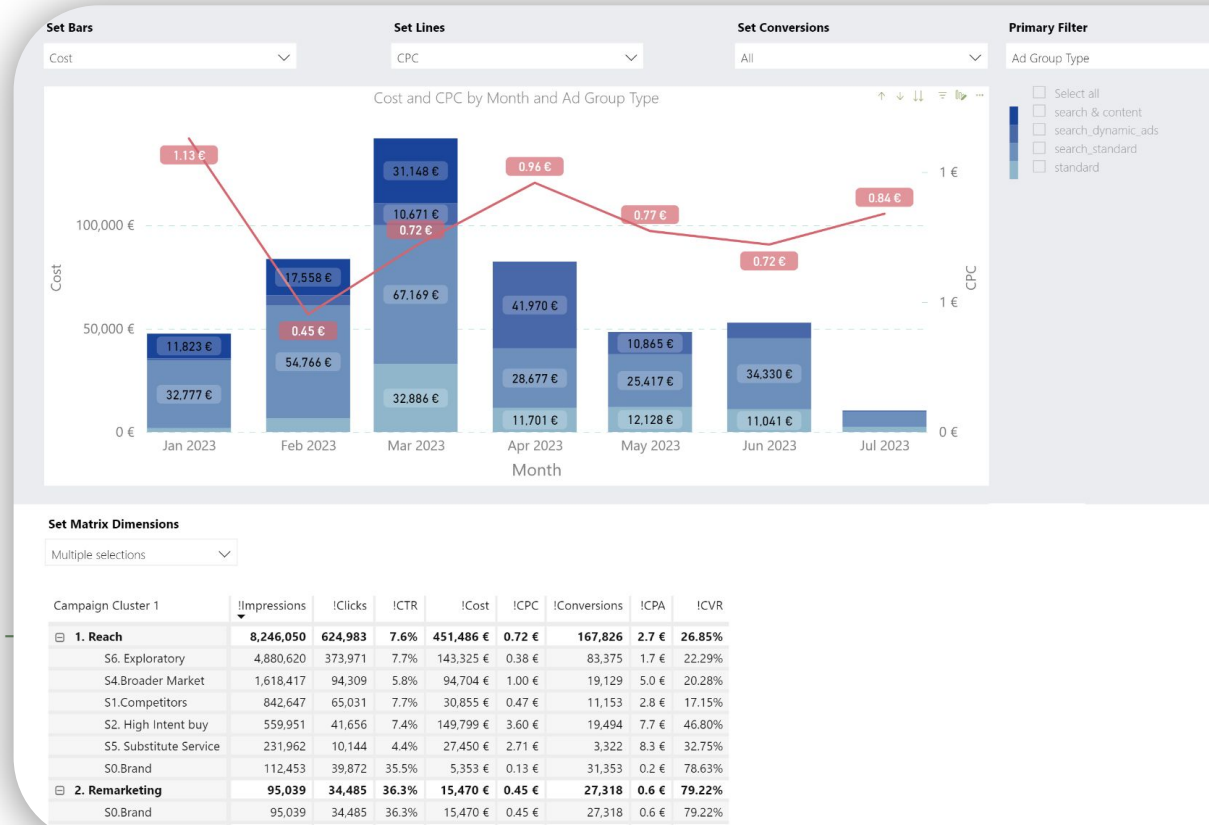 Set Bars Set Lines Set Conversions Primary Filter
Cost CPC All Ad Group Type
Cost and CPC by Month and Ad Group Type
Select all
search & content
search_dynamic_ads
search_standard
standard
1.13 € 0.45 € 0.72 € 0.96 € 0.77 € 0.72 € 0.84 €
Cost
100,000 €
50,000 €
0 €
11,823 €
32,777 €
17,558 €
54,766 €
31,148 €
10,671 €
67,169 €
32,886 €
41,970 €
28,677 €
11,701 €
10,865 €
25,417 €
12,128 €
34,330 €
11,041 €
1 €
1 €
0 €
CPC
Jan 2023 Feb 2023 Mar 2023 Apr 2023 May 2023 Jun 2023 Jul 2023
Month
Set Matrix Dimensions
Multiple selections
Campaign Cluster 1 !Impressions !Clicks !CTR !Cost !CPC !Conversions !CPA !CVR
1. Reach 8,246,050 624,983 7.6% 451,486 € 0.72 € 167,826 2.7 € 26.85%
S6. Exploratory 4,880,620 373,971 7.7% 143,325 € 0.38 € 83,375 1.7 € 22.29%
S4.Broader Market 1,618,417 94,309 5.8% 94,704 € 1.00 € 19,129 5.0 € 20.28%
S1.Competitors 842,647 65,031 7.7% 30,855 € 0.47 € 11,153 2.8 € 17.15%
S2. High Intent buy 559,951 41,656 7.4% 149,799 € 3.60 € 19,494 7.7 € 46.80%
S5. Substitute Service 231,962 10,144 4.4% 27,450 € 2.71 € 3,322 8.3 € 32.75%
S0.Brand 112,453 39,872 35.5% 5,353 € 0.13 € 31,353 0.2 € 78.63%
2. Remarketing 95,039 34,485 36.3% 15,470 € 0.45 € 27,318 0.6 € 79.22%
S0.Brand 95,039 34,485 36.3% 15,470 € 0.45 € 27,318 0.6 € 79.22%